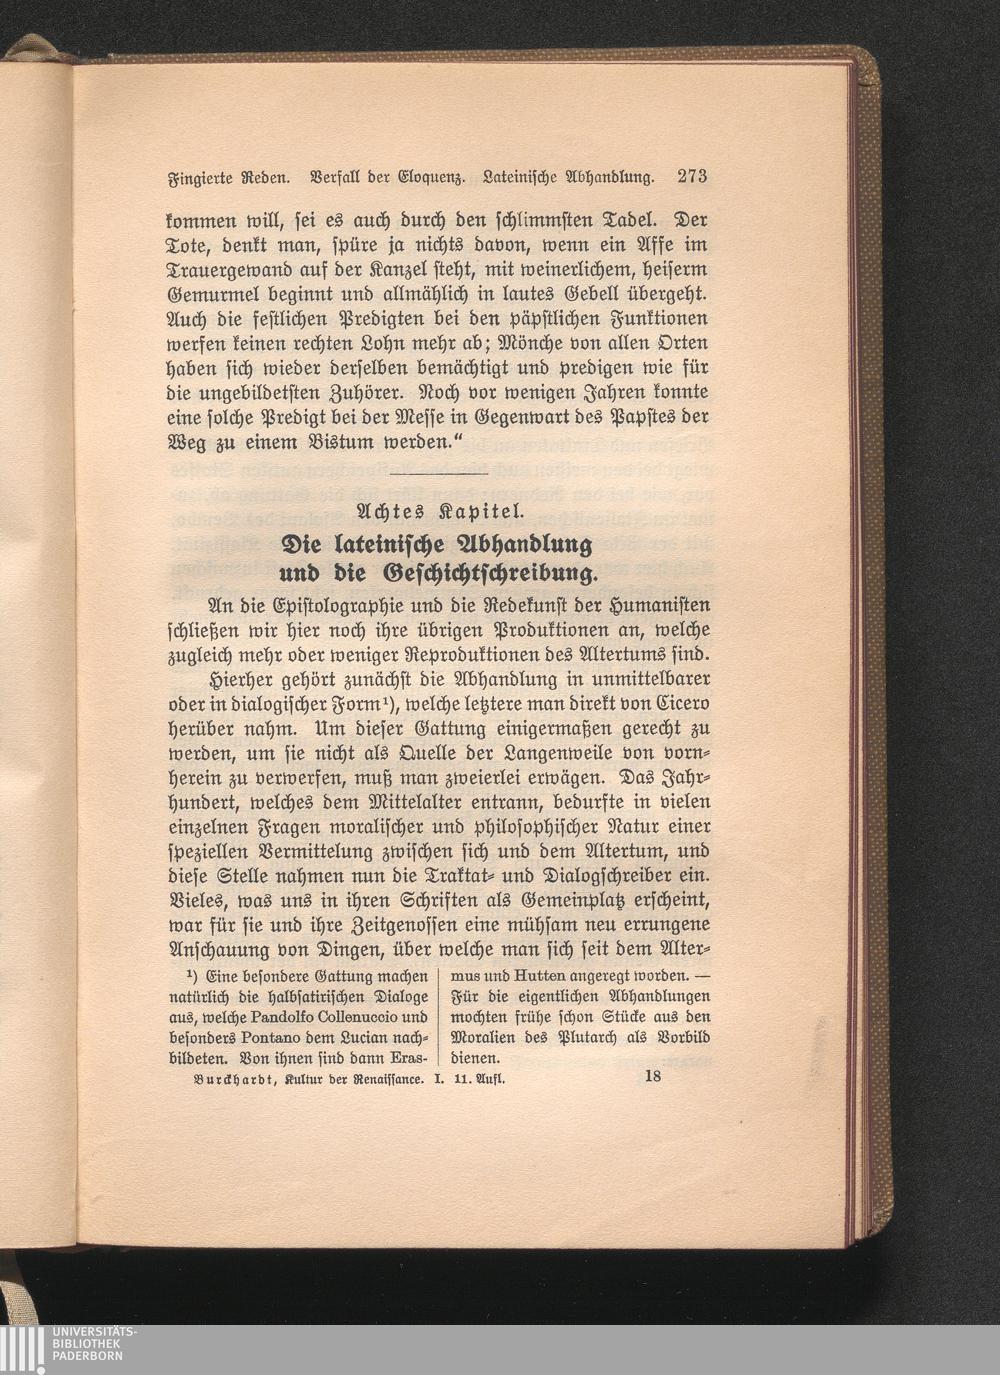 Fingierte Reden. Verfall der Eloquenz. Lateinische Abhandlung. 273
kommen will, sei es auch durch den schlimmsten Tadel. Der
Tote, denkt man, spüre ja nichts davon, wenn ein Affe im
Trauergewand auf der Kanzel steht, mit weinerlichem, heiserm
Gemurmel beginnt und allmählich in lautes Gebell übergeht.
Auch die festlichen Predigten bei den päpstlichen Funktionen
werfen keinen rechten Lohn mehr ab; Mönche von allen Orten
haben sich wieder derselben bemächtigt und predigen wie für
die ungebildetsten Zuhörer. Noch vor wenigen Jahren konnte
eine solche Predigt bei der Messe in Gegenwart des Papstes der
Weg zu einem Bistum werden.“
Achtes Kapitel.
Die lateinische Abhandlung
und die Geschichtschreibung.
An die Epistolographie und die Redekunst der Humanisten
schließen wir hier noch ihre übrigen Produktionen an, welche
zugleich mehr oder weniger Reproduktionen des Altertums sind.
Hierher gehört zunächst die Abhandlung in unmittelbarer
oder in dialogischer Form¹), welche letztere man direkt von Cicero
herüber nahm. Um dieser Gattung einigermaßen gerecht zu
werden, um sie nicht als Quelle der Langenweile von vorn-
herein zu verwerfen, muß man zweierlei erwägen. Das Jahr-
hundert, welches dem Mittelalter entrann, bedurfte in vielen
einzelnen Fragen moralischer und philosophischer Natur einer
speziellen Vermittelung zwischen sich und dem Altertum, und
diese Stelle nahmen nun die Traktat- und Dialogschreiber ein.
Vieles, was uns in ihren Schriften als Gemeinplatz erscheint,
war für sie und ihre Zeitgenossen eine mühsam neu errungene
Anschauung von Dingen, über welche man sich seit dem Alter-
¹) Eine besondere Gattung machen
natürlich die halbsatirischen Dialoge
aus, welche Pandolfo Collenuccio und
besonders Pontano dem Lucian nach-
bildeten. Von ihnen sind dann Eras-
mus und Hutten angeregt worden. —
Für die eigentlichen Abhandlungen
mochten frühe schon Stücke aus den
Moralien des Plutarch als Vorbild
dienen.
Burckhardt, Kultur der Renaissance. I. 11. Aufl. 18
UNIVERSITÄTS-
BIBLIOTHEK
PADERBORN